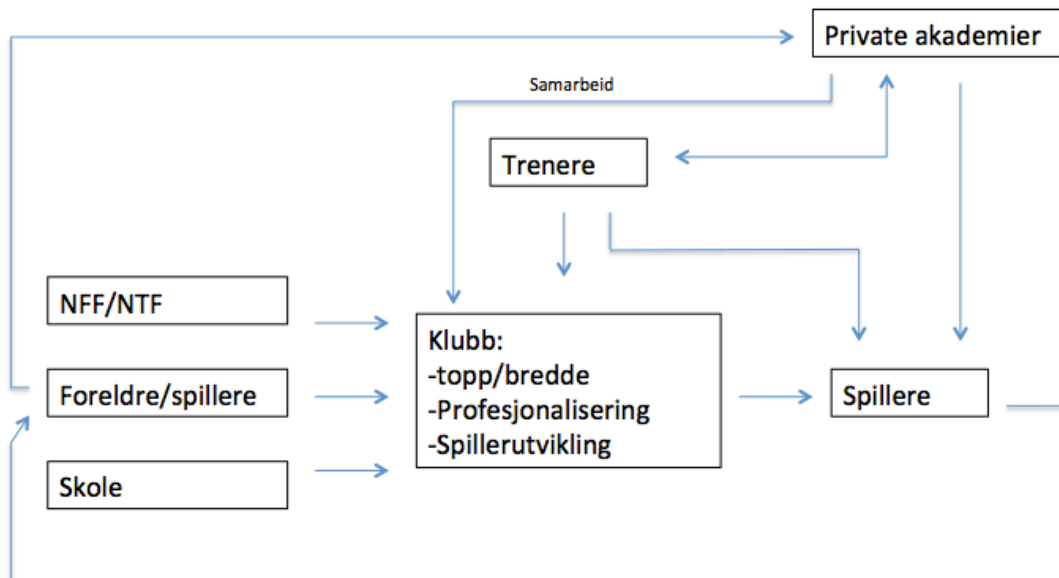 Private akademier
Samarbeid
Trenere
NFF/NTF
Foreldre/spillere
Skole
Klubb:
-topp/bredde
-Profesjonalisering
-Spillerutvikling
Spillere